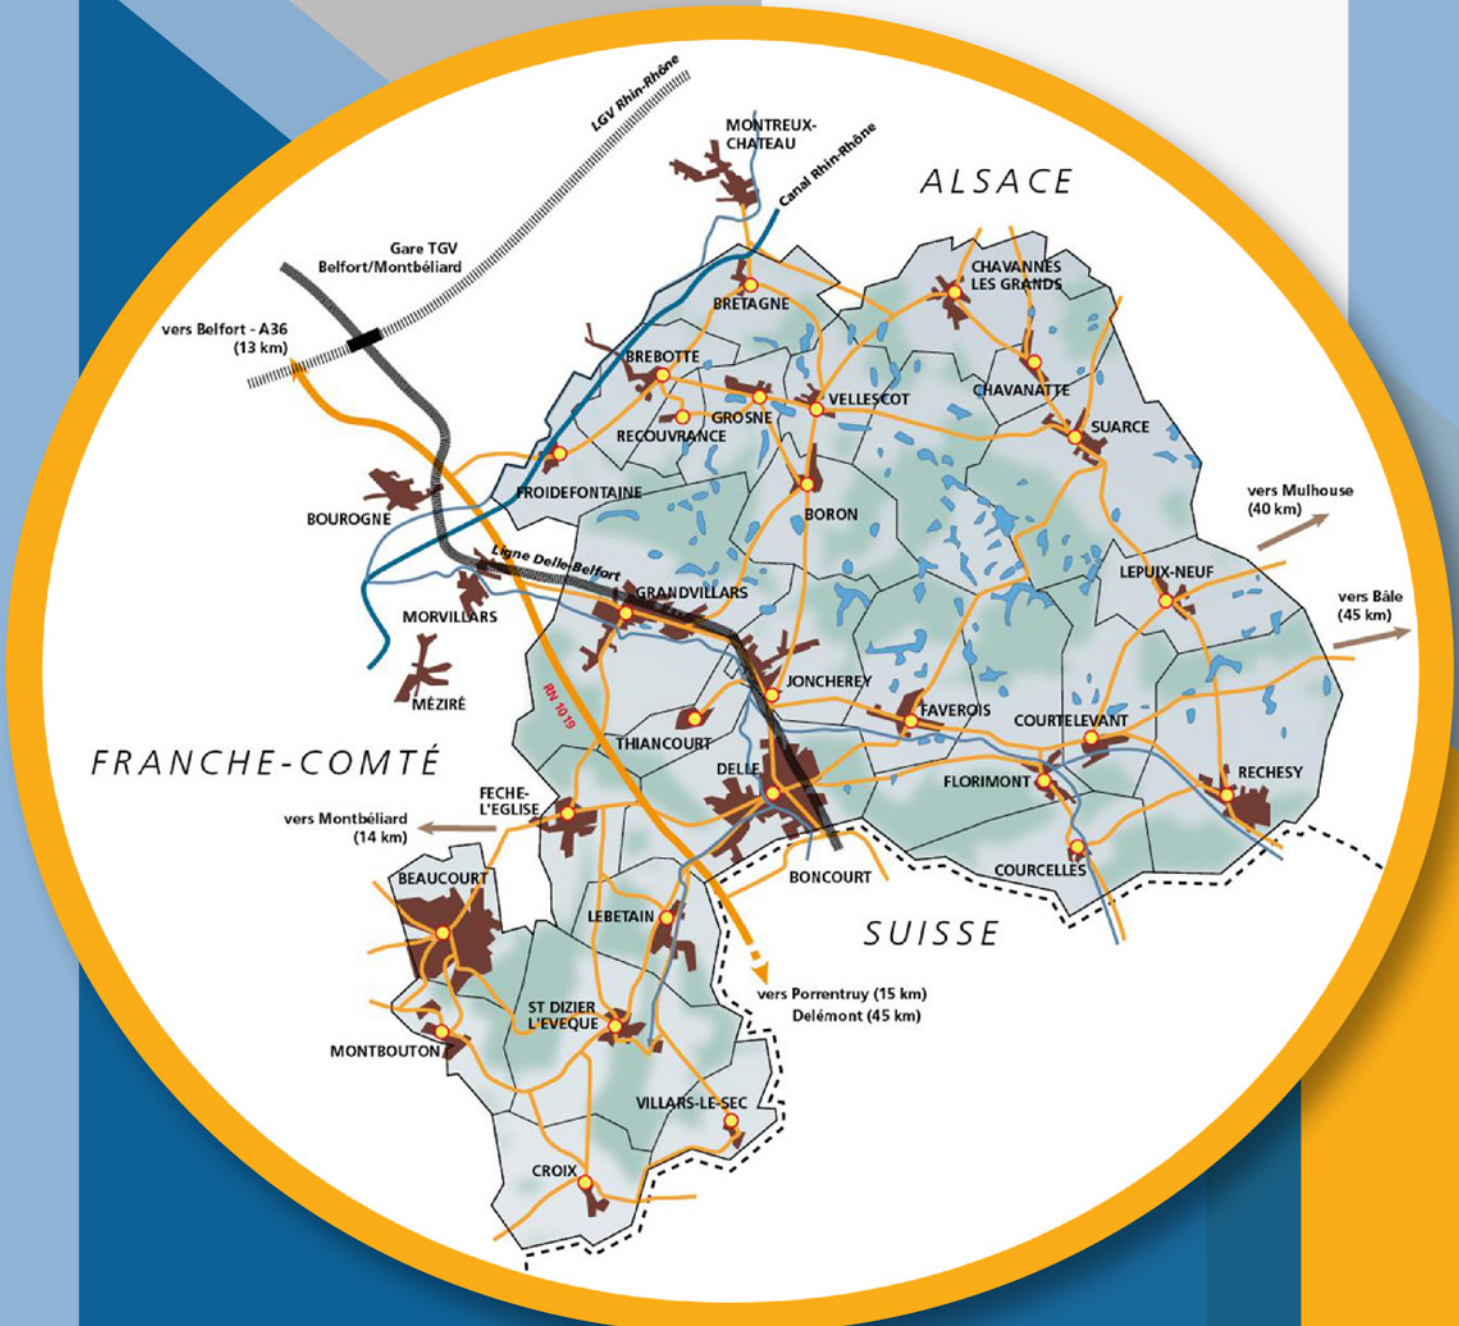 LGV Rhin-Rhône
MONTREUX-
CHATEAU
Canal Rhin-Rhône
ALSACE
Gare TGV
Belfort/Montbéliard
CHAVANNES
LES GRANDS
BRETAGNE
vers Belfort - A36
(13 km)
BREBOTTE
CHAVANATTE
VELLESCOT
GROSNE
RECOUVRANCE
SUARCE
FROIDEFONTAINE
vers Mulhouse
(40 km)
BOUROGNE
BORON
Ligne Delle-Belfort
LEPUIX-NEUF
GRANDVILLARS
vers Bâle
(45 km)
MORVILLARS
JONCHEREY
MÉZIRÉ
RN 1019
FAVEROIS
COURTELEVANT
THIANCOURT
FRANCHE-COMTÉ
DELLE
FLORIMONT
RECHESY
FECHE-
L'EGLISE
vers Montbéliard
(14 km)
COURCELLES
BEAUCOURT
BONCOURT
LEBETAIN
SUISSE
vers Porrentruy (15 km)
Delémont (45 km)
ST DIZIER
L'EVEQUE
MONTBOUTON
VILLARS-LE-SEC
CROIX